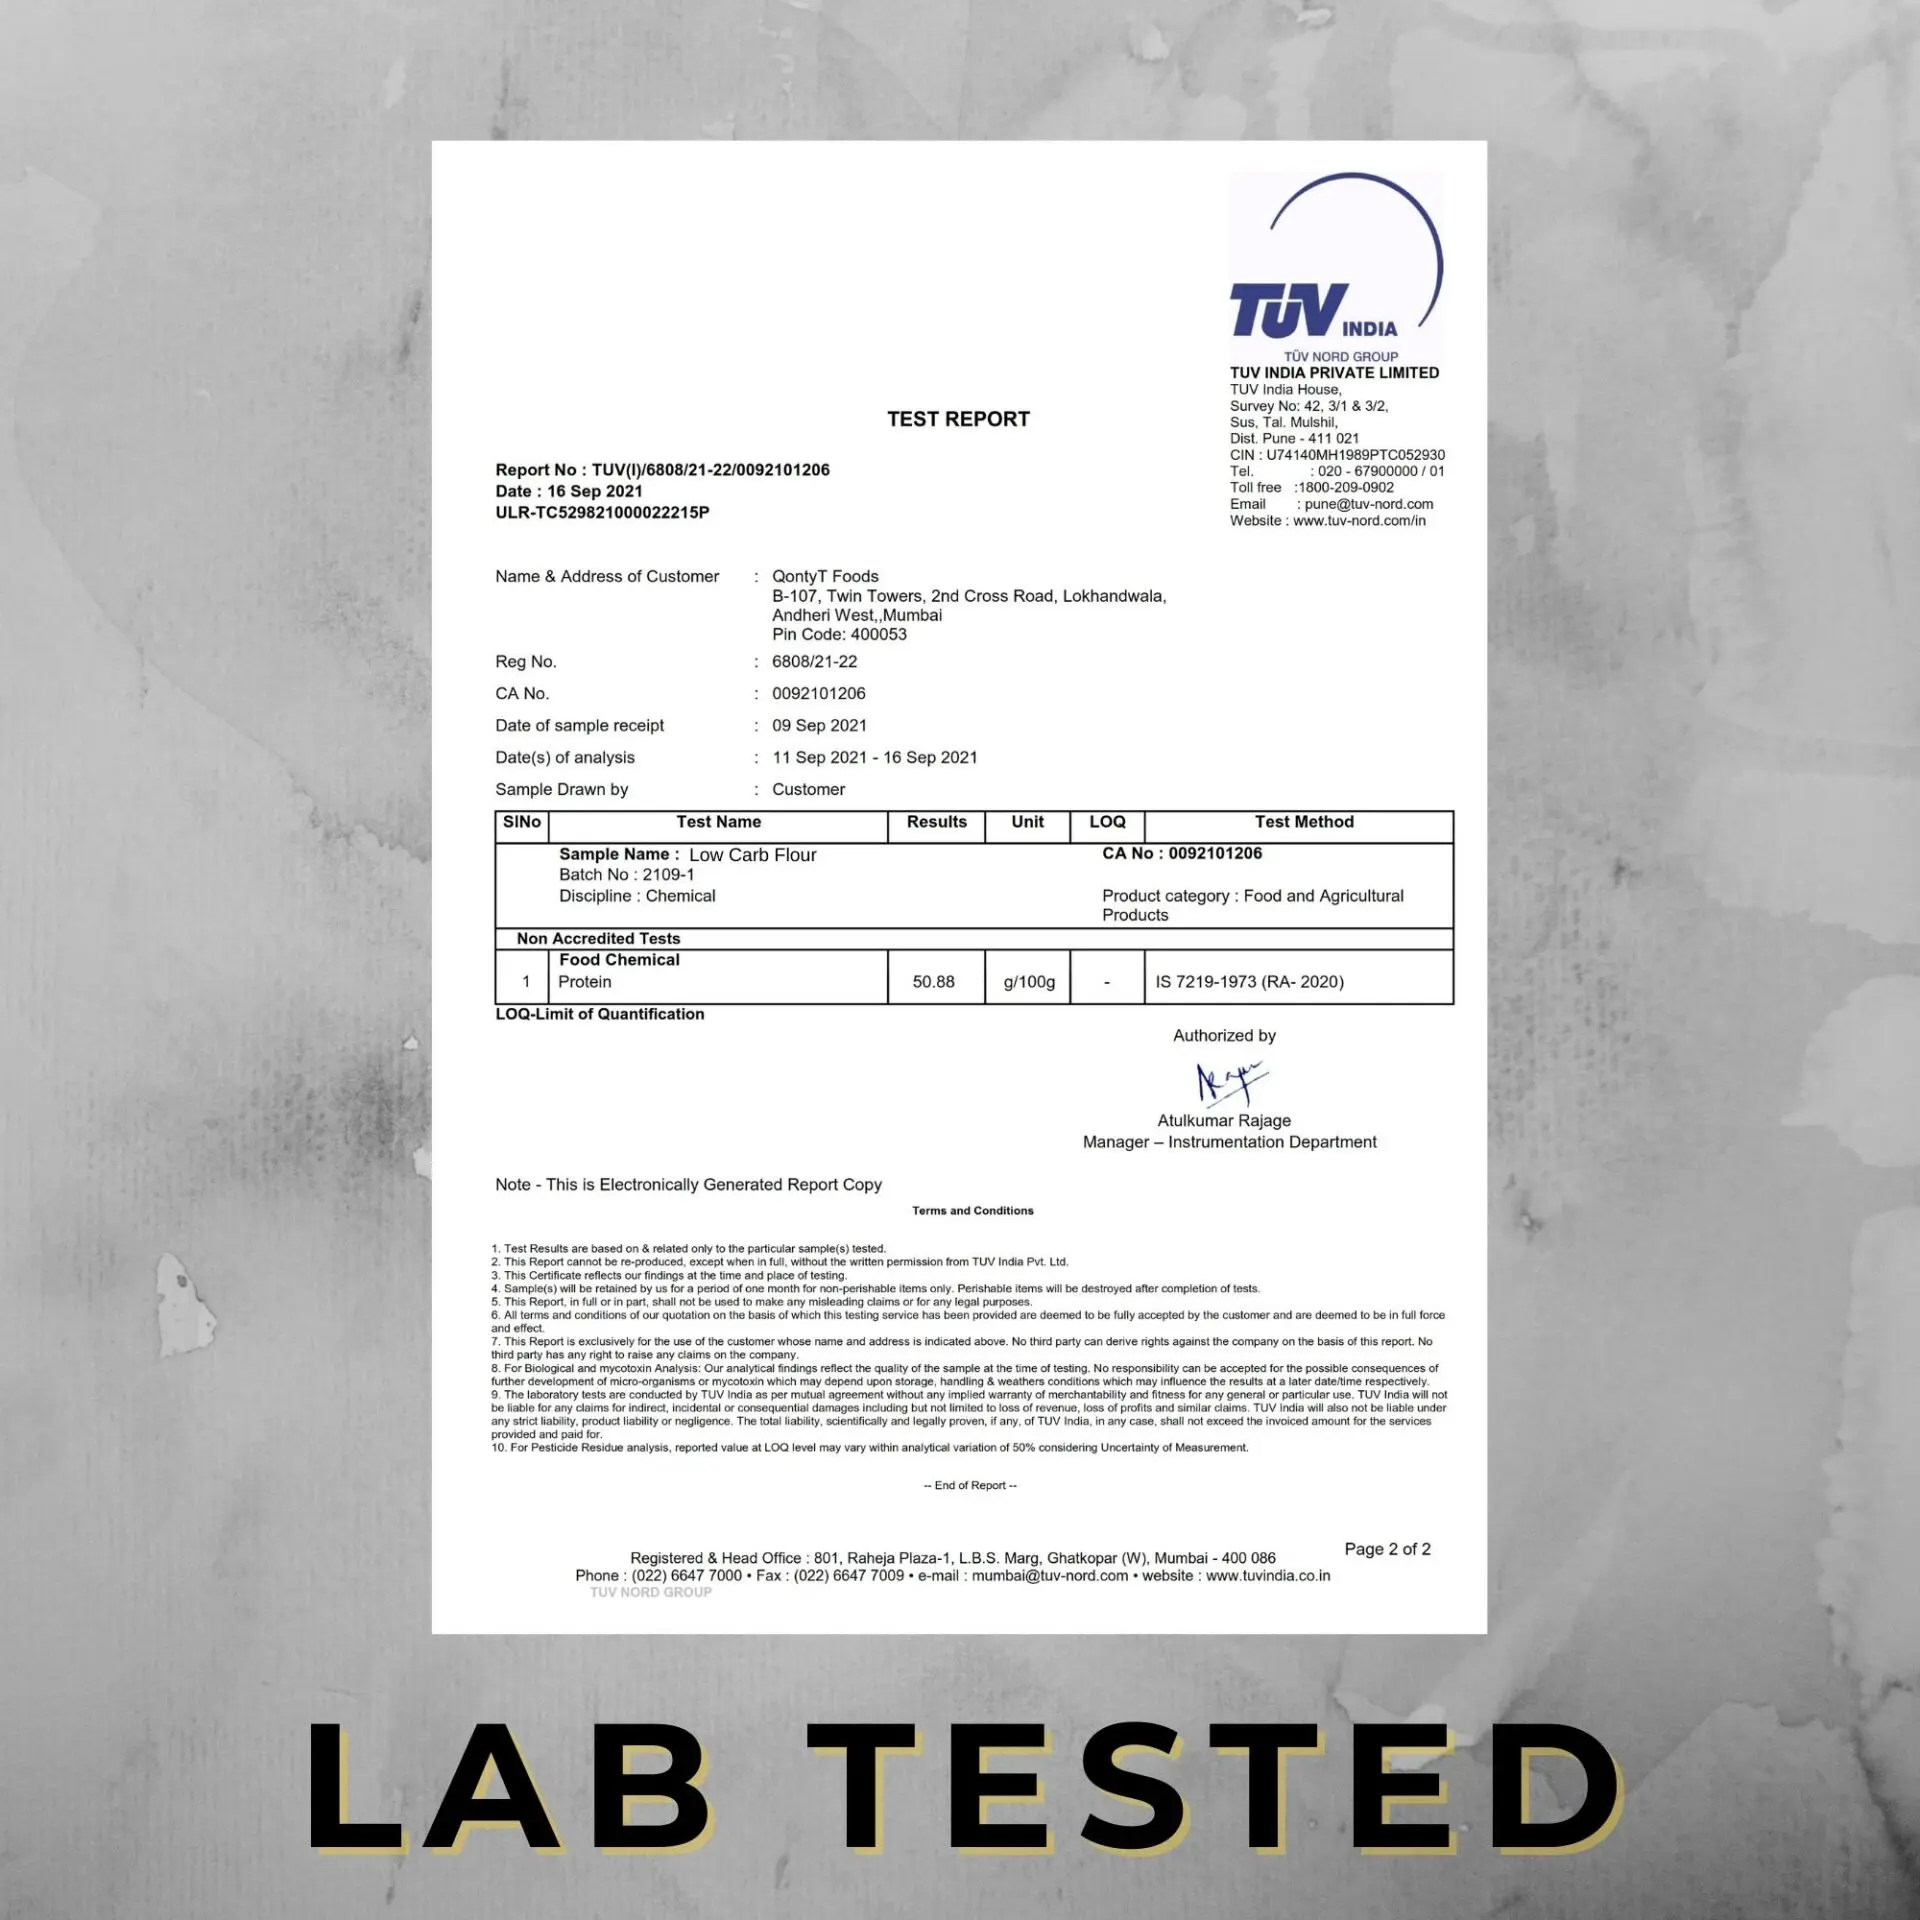 TÜV INDIA
TÜV NORD GROUP
TUV INDIA PRIVATE LIMITED
TUV India House,
Survey No: 42, 3/1 & 3/2,
Sus, Tal. Mulshil,
Dist. Pune - 411 021
CIN : U74140MH1989PTC052930
Tel. : 020 - 67900000 / 01
Toll free :1800-209-0902
Email : pune@tuv-nord.com
Website : www.tuv-nord.com/in
TEST REPORT
Report No : TUV(I)/6808/21-22/0092101206
Date : 16 Sep 2021
ULR-TC529821000022215P
Name & Address of Customer : QontyT Foods
B-107, Twin Towers, 2nd Cross Road, Lokhandwala,
Andheri West,,Mumbai
Pin Code: 400053
Reg No. : 6808/21-22
CA No. : 0092101206
Date of sample receipt : 09 Sep 2021
Date(s) of analysis : 11 Sep 2021 - 16 Sep 2021
Sample Drawn by : Customer
SlNo Test Name Results Unit LOQ Test Method
Sample Name : Low Carb Flour CA No : 0092101206
Batch No : 2109-1
Discipline : Chemical Product category : Food and Agricultural
Products
Non Accredited Tests
Food Chemical
1 Protein 50.88 g/100g - IS 7219-1973 (RA- 2020)
LOQ-Limit of Quantification
Authorized by
Atulkumar Rajage
Manager – Instrumentation Department
Note - This is Electronically Generated Report Copy
Terms and Conditions
1. Test Results are based on & related only to the particular sample(s) tested.
2. This Report cannot be re-produced, except when in full, without the written permission from TUV India Pvt. Ltd.
3. This Certificate reflects our findings at the time and place of testing.
4. Sample(s) will be retained by us for a period of one month for non-perishable items only. Perishable items will be destroyed after completion of tests.
5. This Report, in full or in part, shall not be used to make any misleading claims or for any legal purposes.
6. All terms and conditions of our quotation on the basis of which this testing service has been provided are deemed to be fully accepted by the customer and are deemed to be in full force
and effect.
7. This Report is exclusively for the use of the customer whose name and address is indicated above. No third party can derive rights against the company on the basis of this report. No
third party has any right to raise any claims on the company.
8. For Biological and mycotoxin Analysis: Our analytical findings reflect the quality of the sample at the time of testing. No responsibility can be accepted for the possible consequences of
further development of micro-organisms or mycotoxin which may depend upon storage, handling & weathers conditions which may influence the results at a later date/time respectively.
9. The laboratory tests are conducted by TUV India as per mutual agreement without any implied warranty of merchantability and fitness for any general or particular use. TUV India will not
be liable for any claims for indirect, incidental or consequential damages including but not limited to loss of revenue, loss of profits and similar claims. TUV India will also not be liable under
any strict liability, product liability or negligence. The total liability, scientifically and legally proven, if any, of TUV India, in any case, shall not exceed the invoiced amount for the services
provided and paid for.
10. For Pesticide Residue analysis, reported value at LOQ level may vary within analytical variation of 50% considering Uncertainty of Measurement.
-- End of Report --
Page 2 of 2
Registered & Head Office : 801, Raheja Plaza-1, L.B.S. Marg, Ghatkopar (W), Mumbai - 400 086
Phone : (022) 6647 7000 • Fax : (022) 6647 7009 • e-mail : mumbai@tuv-nord.com • website : www.tuvindia.co.in
TUV NORD GROUP
LAB TESTED